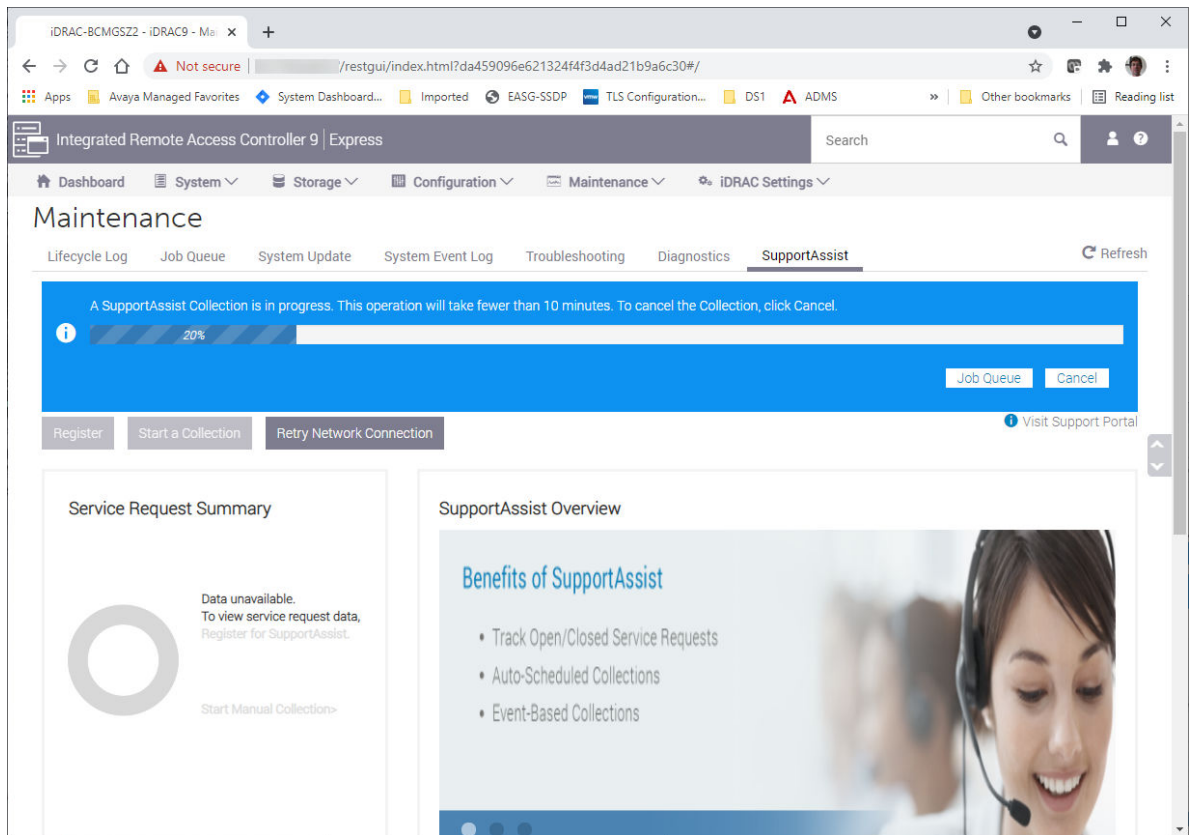 iDRAC-BCMGSZ2 - iDRAC9 - Mai
Not secure
/restgui/index.html?da459096e621324f4f3d4ad21b9a6c30#/
Apps
Avaya Managed Favorites
System Dashboard...
Imported
EASG-SSDP
TLS Configuration...
DS1
ADMS
»
Other bookmarks
Reading list
Integrated Remote Access Controller 9 | Express
Search
Dashboard
System
Storage
Configuration
Maintenance
iDRAC Settings
Maintenance
Lifecycle Log
Job Queue
System Update
System Event Log
Troubleshooting
Diagnostics
SupportAssist
Refresh
A SupportAssist Collection is in progress. This operation will take fewer than 10 minutes. To cancel the Collection, click Cancel.
20%
Job Queue
Cancel
Register
Start a Collection
Retry Network Connection
Visit Support Portal
Service Request Summary
Data unavailable.
To view service request data,
Register for SupportAssist.
Start Manual Collection>
SupportAssist Overview
Benefits of SupportAssist
• Track Open/Closed Service Requests
• Auto-Scheduled Collections
• Event-Based Collections